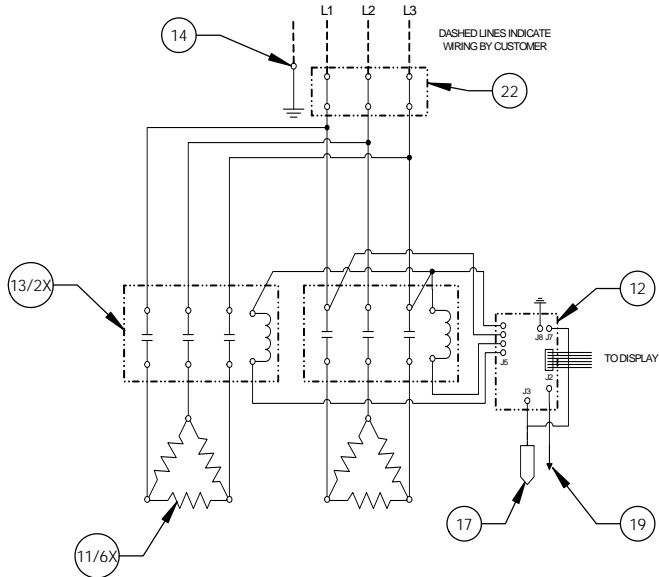 L1 L2 L3
DASHED LINES INDICATE
WIRING BY CUSTOMER
14
22
13/2X
12
J8 J7
J5
TO DISPLAY
J2
J3
17
19
11/6X